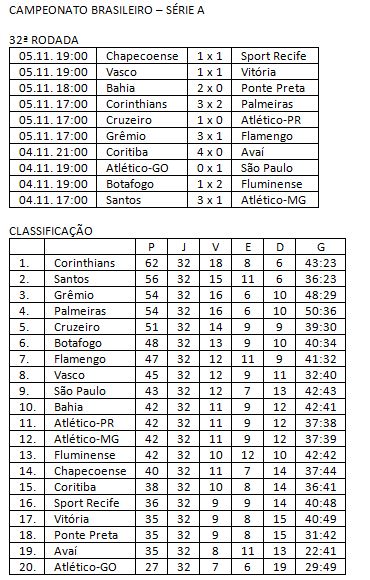 CAMPEONATO BRASILEIRO – SÉRIE A
32ª RODADA
05.11. 19:00 Chapecoense 1 x 1 Sport Recife
05.11. 19:00 Vasco 1 x 1 Vitória
05.11. 18:00 Bahia 2 x 0 Ponte Preta
05.11. 17:00 Corinthians 3 x 2 Palmeiras
05.11. 17:00 Cruzeiro 1 x 0 Atlético-PR
05.11. 17:00 Grêmio 3 x 1 Flamengo
04.11. 21:00 Coritiba 4 x 0 Avaí
04.11. 19:00 Atlético-GO 0 x 1 São Paulo
04.11. 19:00 Botafogo 1 x 2 Fluminense
04.11. 17:00 Santos 3 x 1 Atlético-MG
CLASSIFICAÇÃO
P J V E D G
1. Corinthians 62 32 18 8 6 43:23
2. Santos 56 32 15 11 6 36:23
3. Grêmio 54 32 16 6 10 48:29
4. Palmeiras 54 32 16 6 10 50:36
5. Cruzeiro 51 32 14 9 9 39:30
6. Botafogo 48 32 13 9 10 40:34
7. Flamengo 47 32 12 11 9 41:32
8. Vasco 45 32 12 9 11 32:40
9. São Paulo 43 32 12 7 13 42:43
10. Bahia 42 32 11 9 12 42:41
11. Atlético-PR 42 32 11 9 12 37:38
12. Atlético-MG 42 32 11 9 12 37:39
13. Fluminense 42 32 10 12 10 42:42
14. Chapecoense 40 32 11 7 14 37:44
15. Coritiba 38 32 10 8 14 36:41
16. Sport Recife 36 32 9 9 14 40:48
17. Vitória 35 32 9 8 15 40:49
18. Ponte Preta 35 32 9 8 15 31:42
19. Avaí 35 32 8 11 13 22:41
20. Atlético-GO 27 32 7 6 19 29:49